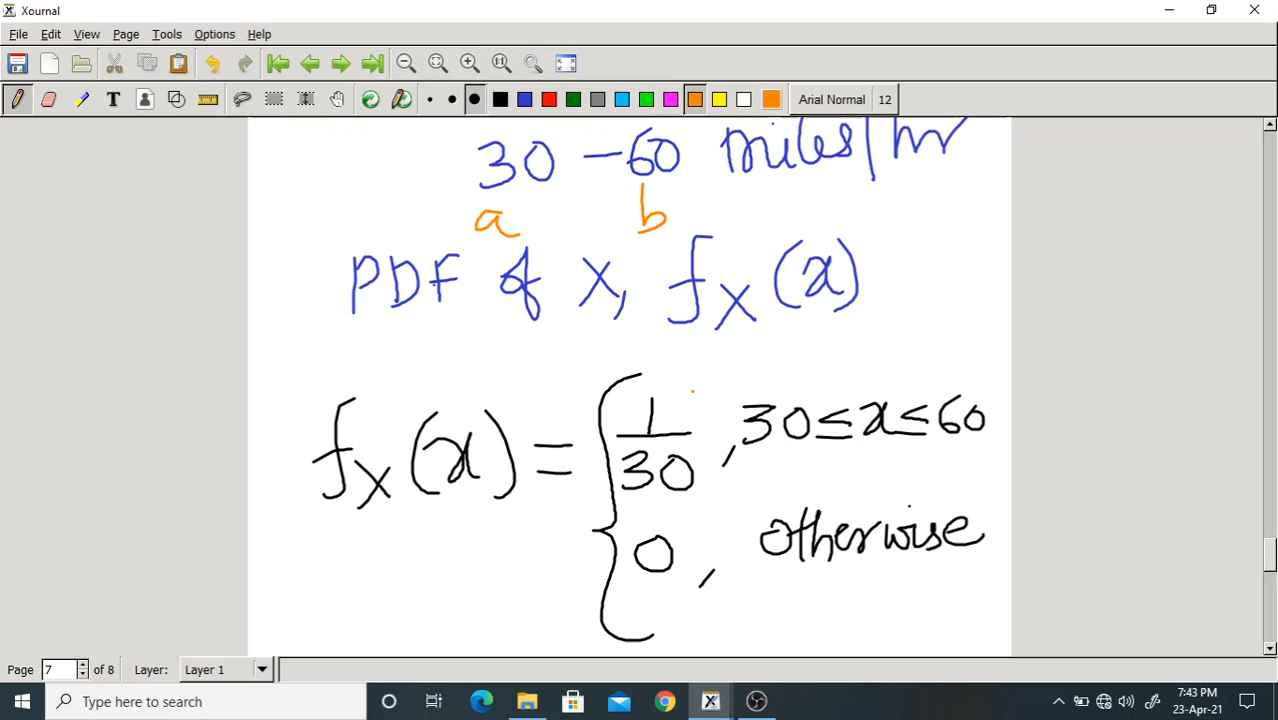 Xournal
File Edit View Page Tools Options Help
T Arial Normal 12
30 – 60 miles/hr
a b
PDF of X, fX(x)
fX(x) = { 1/30 , 30 ≤ x ≤ 60
0 , otherwise
Page 7 of 8 Layer: Layer 1
Type here to search
7:43 PM
23-Apr-21